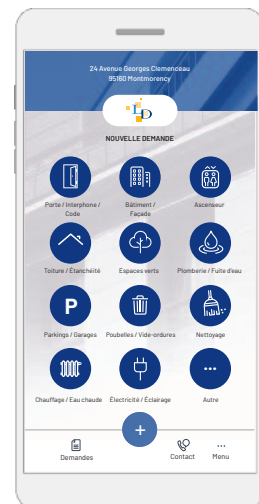 24 Avenue Georges Clemenceau
95160 Montmorency
LD
NOUVELLE DEMANDE
Porte / Interphone /
Code
Bâtiment /
Façade
Ascenseur
Toiture / Étanchéité
Espaces verts
Plomberie / Fuite d'eau
P
Parkings / Garages
Poubelles / Vide-ordures
Nettoyage
Chauffage / Eau chaude
Électricité / Éclairage
...
Autre
+
Demandes
Contact
...
Menu